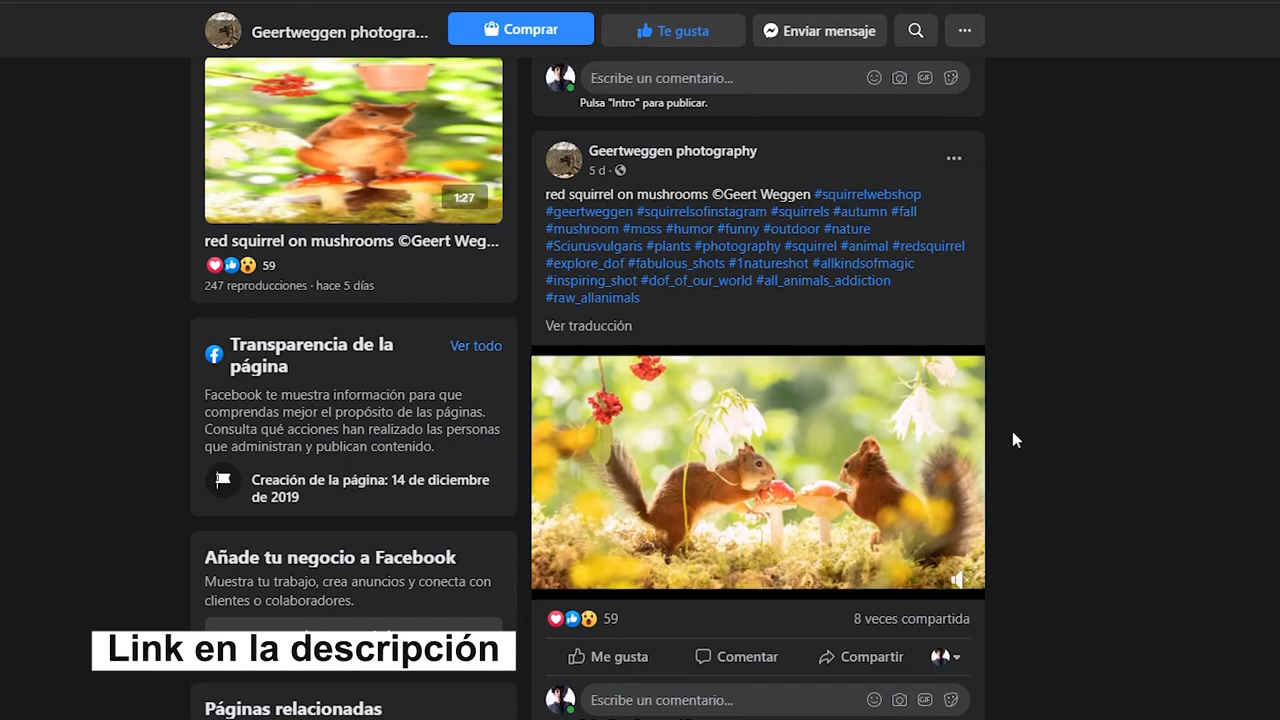 Geertweggen photogra...
Comprar
Te gusta
Enviar mensaje
1:27
red squirrel on mushrooms ©Geert Weg...
59
247 reproducciones · hace 5 días
Transparencia de la
página
Ver todo
Facebook te muestra información para que
comprendas mejor el propósito de las páginas.
Consulta qué acciones han realizado las personas
que administran y publican contenido.
Creación de la página: 14 de diciembre
de 2019
Añade tu negocio a Facebook
Muestra tu trabajo, crea anuncios y conecta con
clientes o colaboradores.
Link en la descripción
Páginas relacionadas
Escribe un comentario...
GIF
Pulsa "Intro" para publicar.
Geertweggen photography
5 d ·
red squirrel on mushrooms ©Geert Weggen #squirrelwebshop
#geertweggen #squirrelsofinstagram #squirrels #autumn #fall
#mushroom #moss #humor #funny #outdoor #nature
#Sciurusvulgaris #plants #photography #squirrel #animal #redsquirrel
#explore_dof #fabulous_shots #1natureshot #allkindsofmagic
#inspiring_shot #dof_of_our_world #all_animals_addiction
#raw_allanimals
Ver traducción
59
8 veces compartida
Me gusta
Comentar
Compartir
Escribe un comentario...
GIF